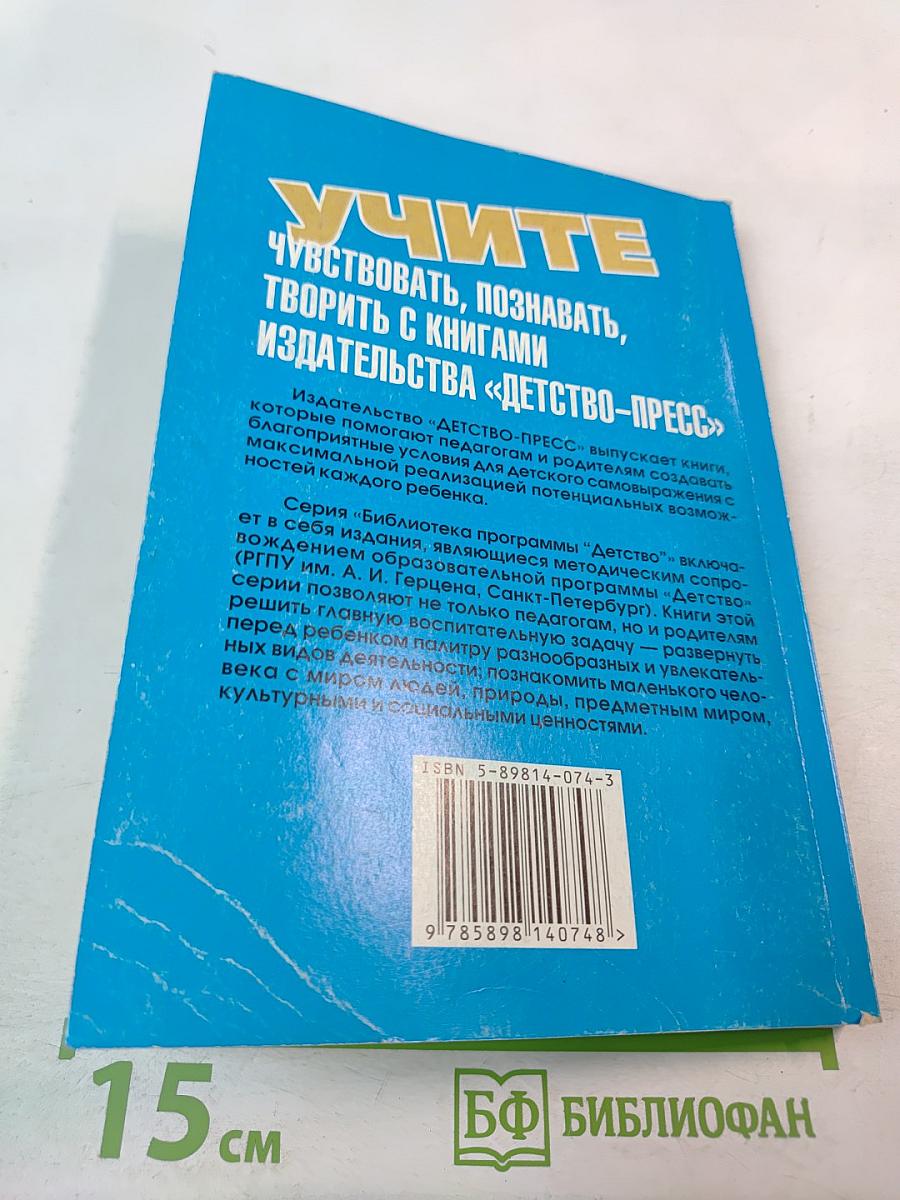 УЧИТЕ
ЧУВСТВОВАТЬ, ПОЗНАВАТЬ,
ТВОРИТЬ С КНИГАМИ
ИЗДАТЕЛЬСТВА «ДЕТСТВО–ПРЕСС»
Издательство «ДЕТСТВО-ПРЕСС» выпускает книги,
которые помогают педагогам и родителям создавать
благоприятные условия для детского самовыражения с
максимальной реализацией потенциальных возмож-
ностей каждого ребенка.
Серия «Библиотека программы "Детство"» включа-
ет в себя издания, являющиеся методическим сопро-
вождением образовательной программы «Детство»
(РГПУ им. А. И. Герцена, Санкт-Петербург). Книги этой
серии позволяют не только педагогам, но и родителям
решить главную воспитательную задачу — развернуть
перед ребенком палитру разнообразных и увлекатель-
ных видов деятельности; познакомить маленького чело-
века с миром людей, природы, предметным миром,
культурными и социальными ценностями.
ISBN 5-89814-074-3
9 785898 140748 >
15 см
БФ БИБЛИОФАН